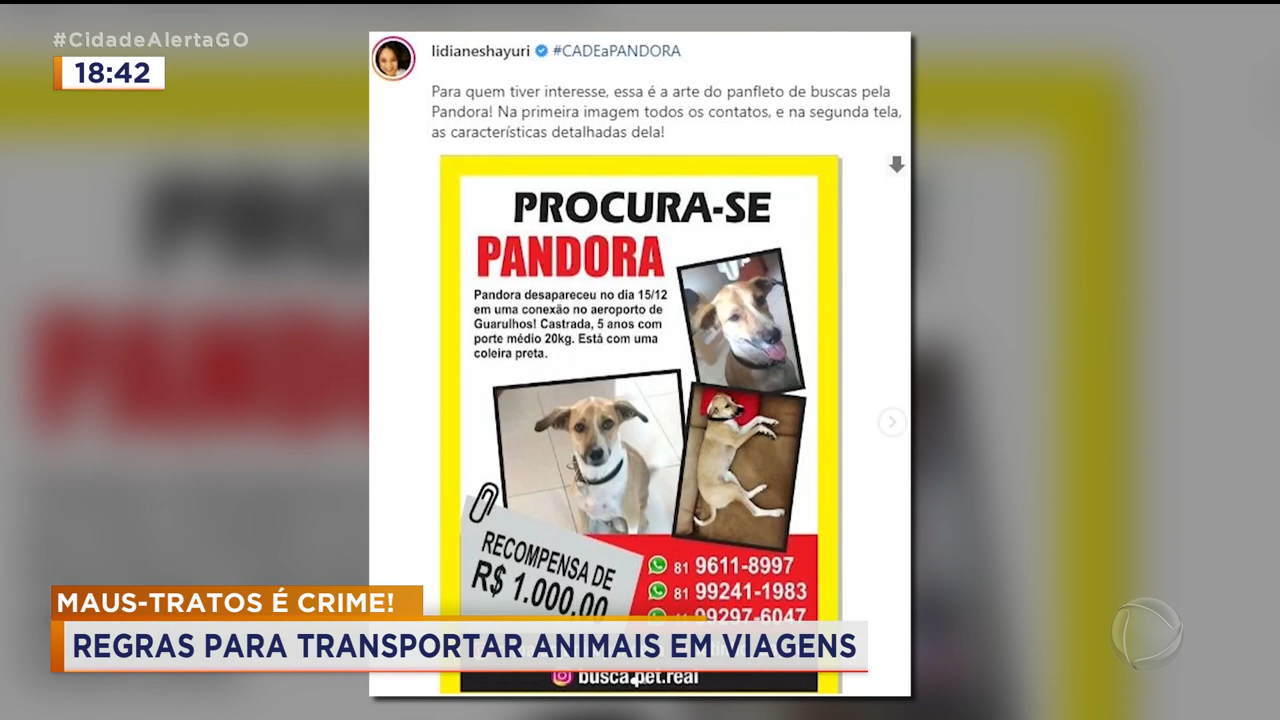 #CidadeAlertaGO
18:42
lidianeshayuri #CADEaPANDORA
Para quem tiver interesse, essa é a arte do panfleto de buscas pela
Pandora! Na primeira imagem todos os contatos, e na segunda tela,
as características detalhadas dela!
PROCURA-SE
PANDORA
Pandora desapareceu no dia 15/12
em uma conexão no aeroporto de
Guarulhos! Castrada, 5 anos com
porte médio 20kg. Está com uma
coleira preta.
RECOMPENSA DE
R$ 1.000,00
81 9611-8997
81 99241-1983
99297-6047
busca.pet.real
MAUS-TRATOS É CRIME!
REGRAS PARA TRANSPORTAR ANIMAIS EM VIAGENS